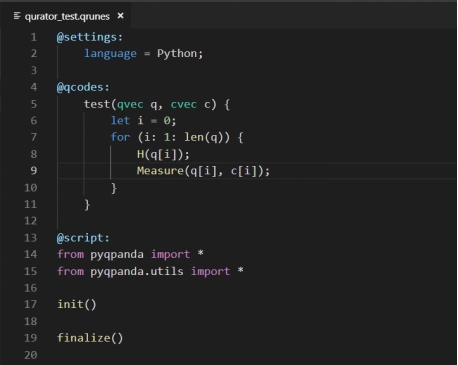 qurator_test.qrunes ×
1 @settings:
2 language = Python;
3
4 @qcodes:
5 test(qvec q, cvec c) {
6 let i = 0;
7 for (i: 1: len(q)) {
8 H(q[i]);
9 Measure(q[i], c[i]);
10 }
11 }
12
13 @script:
14 from pyqpanda import *
15 from pyqpanda.utils import *
16
17 init()
18
19 finalize()
20